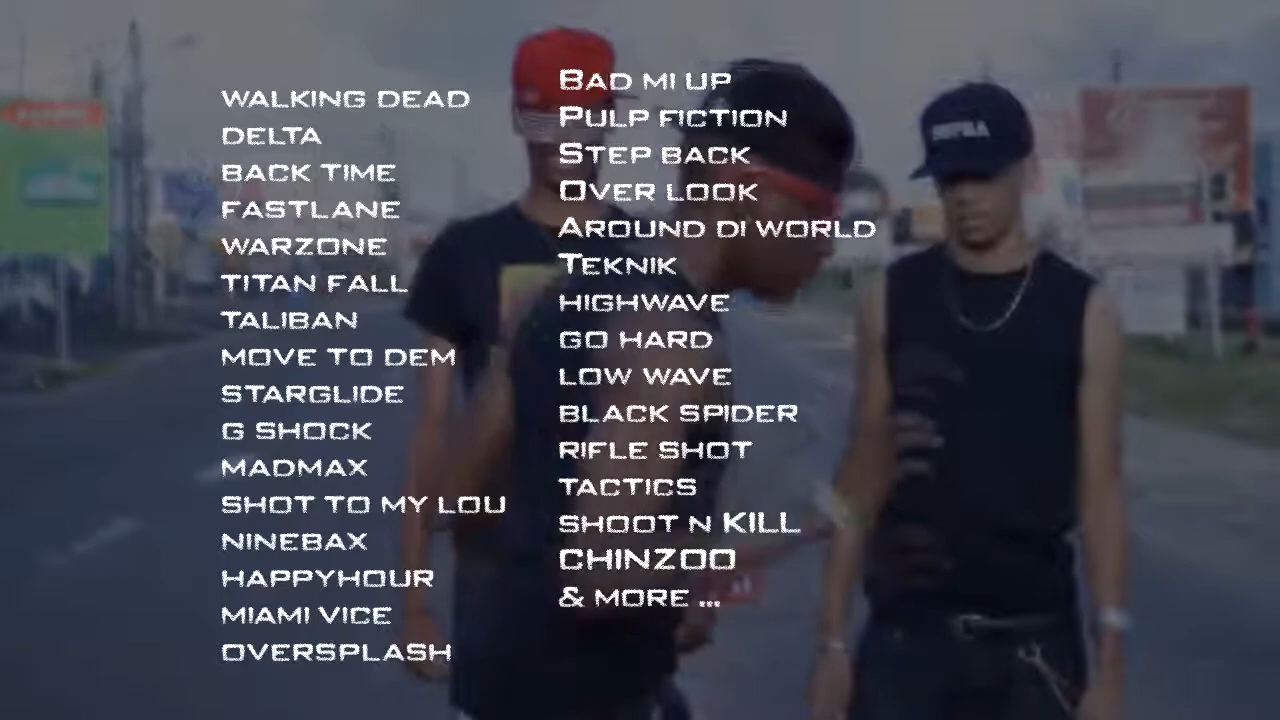 WALKING DEAD
DELTA
BACK TIME
FASTLANE
WARZONE
TITAN FALL
TALIBAN
MOVE TO DEM
STARGLIDE
G SHOCK
MADMAX
SHOT TO MY LOU
NINEBAX
HAPPYHOUR
MIAMI VICE
OVERSPLASH
BAD MI UP
PULP FICTION
STEP BACK
OVER LOOK
AROUND DI WORLD
TEKNIK
HIGHWAVE
GO HARD
LOW WAVE
BLACK SPIDER
RIFLE SHOT
TACTICS
SHOOT N KILL
CHINZOO
& MORE ...
SUPRA